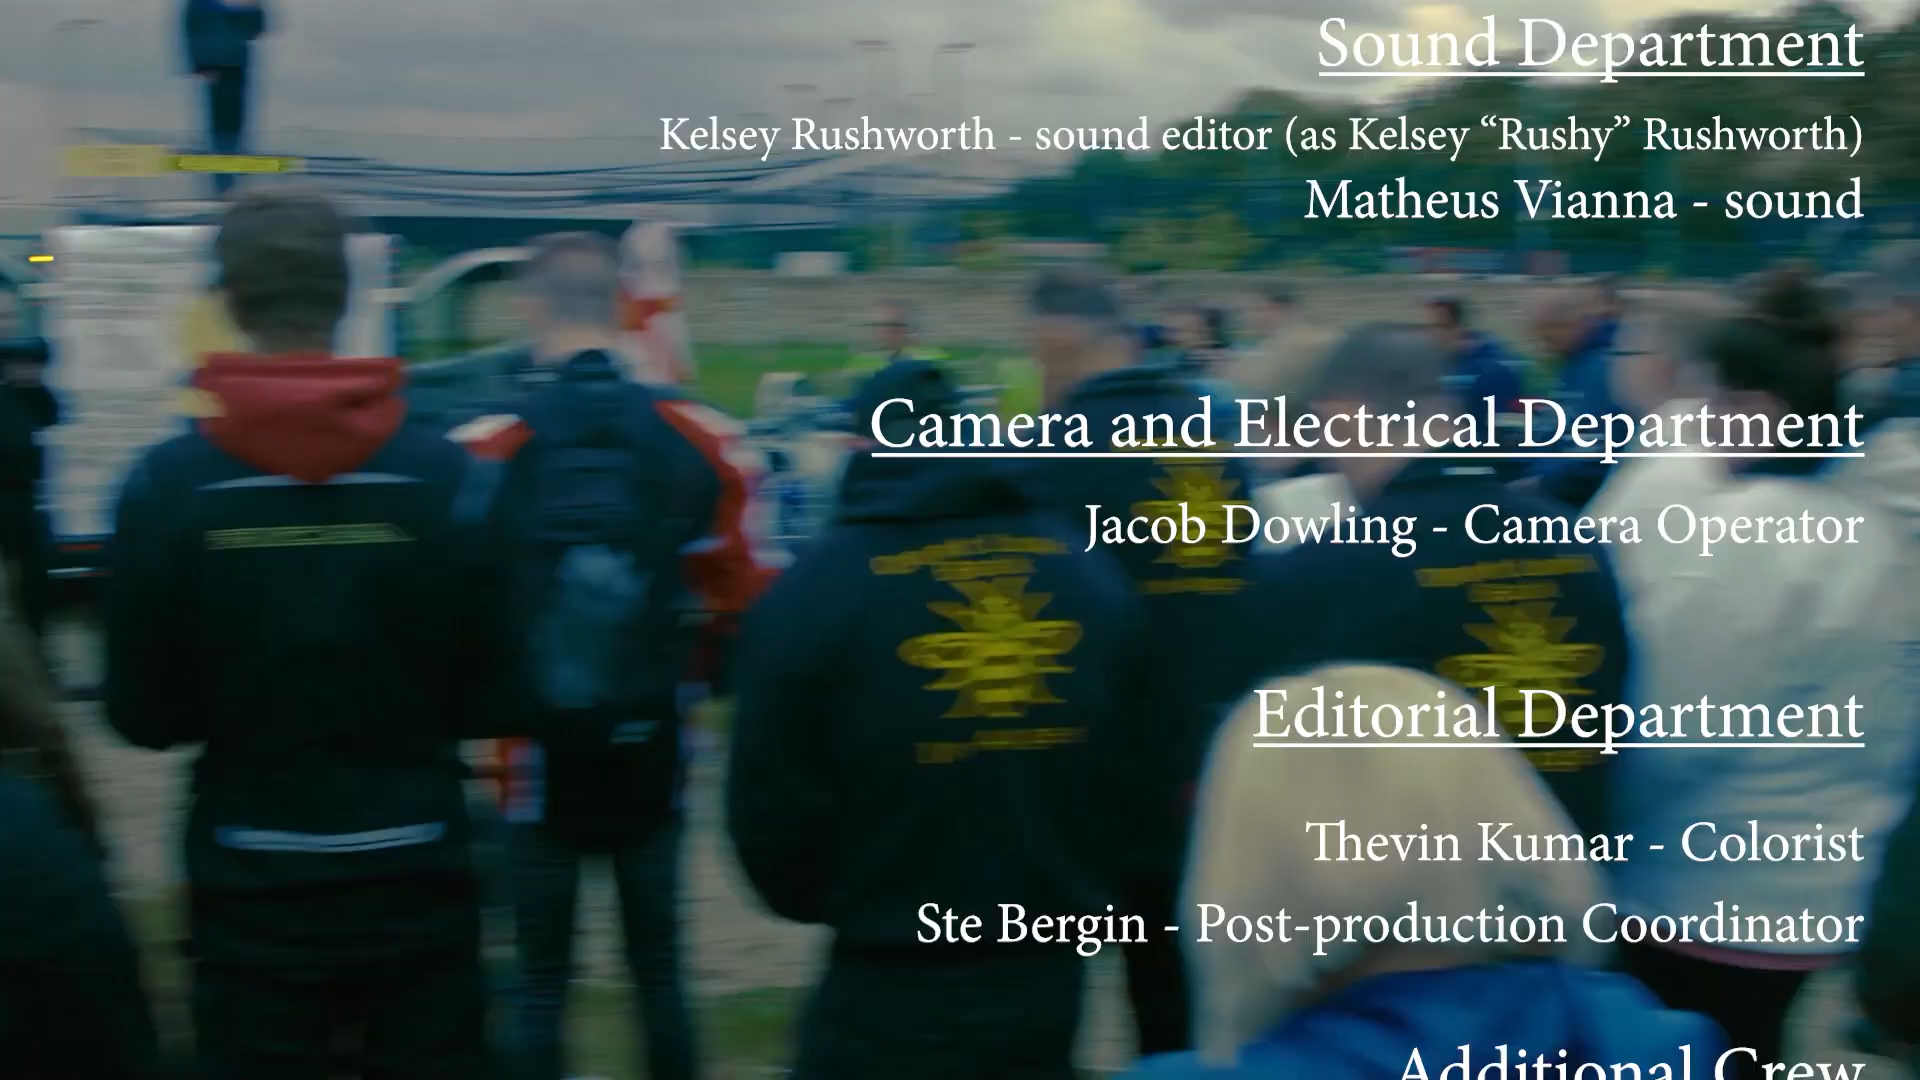 Sound Department
Kelsey Rushworth - sound editor (as Kelsey “Rushy” Rushworth)
Matheus Vianna - sound
Camera and Electrical Department
Jacob Dowling - Camera Operator
Editorial Department
Thevin Kumar - Colorist
Ste Bergin - Post-production Coordinator
Additional Crew